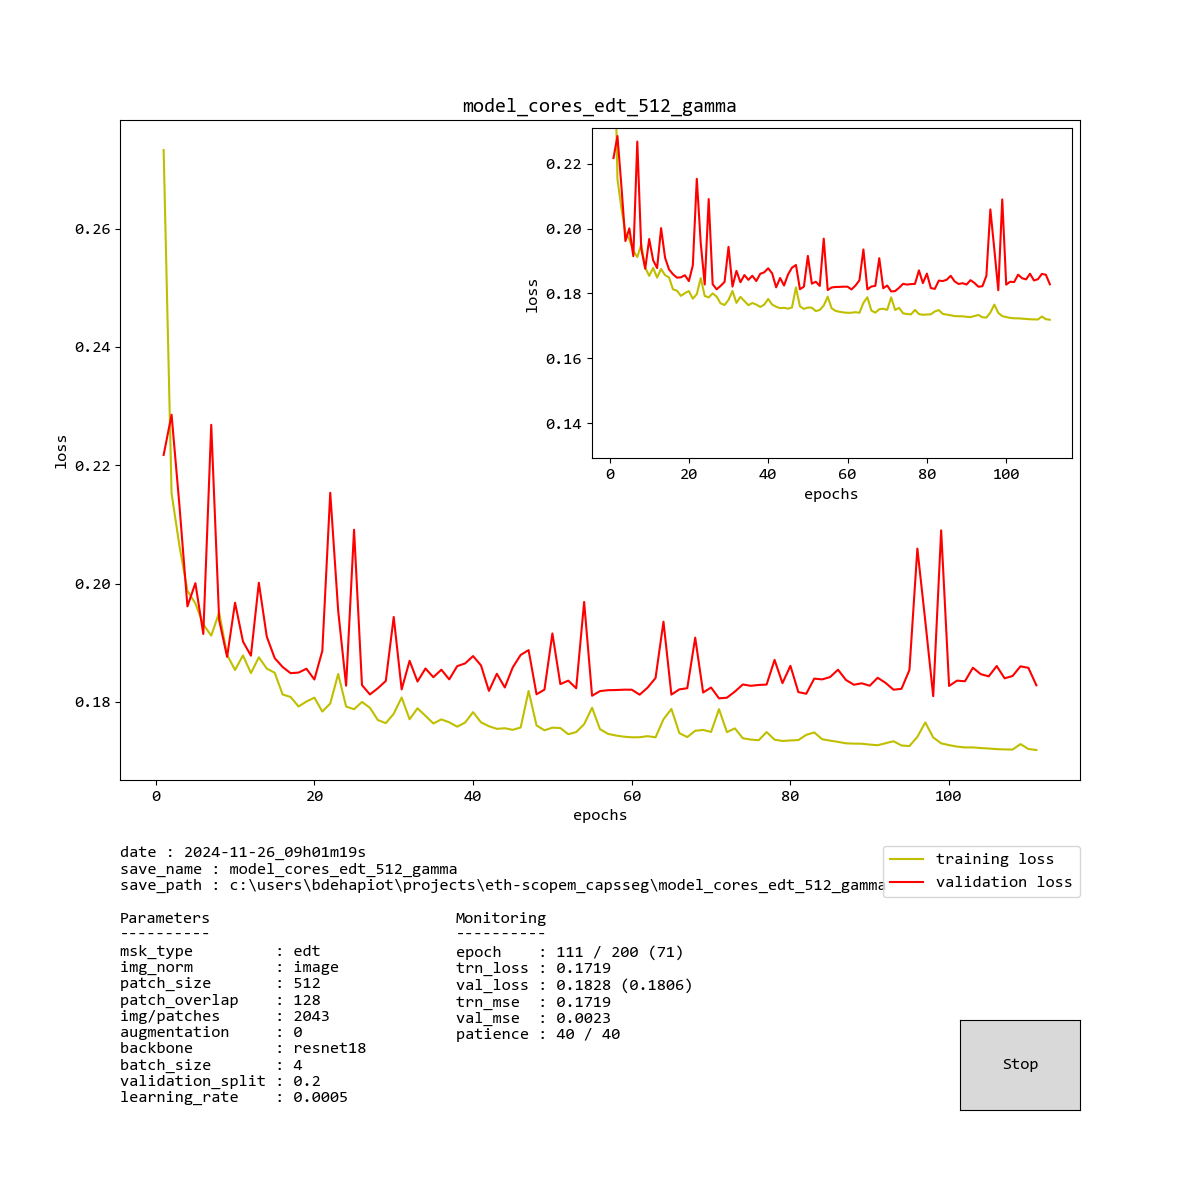 model_cores_edt_512_gamma
0.26
0.24
0.22
0.20
0.18
loss
0 20 40 60 80 100
epochs
0.22
0.20
0.18
0.16
0.14
loss
0 20 40 60 80 100
epochs
date : 2024-11-26_09h01m19s
save_name : model_cores_edt_512_gamma
save_path : c:\users\bdehapiot\projects\eth-scopem_capsseg\model_cores_edt_512_gamma
training loss
validation loss
Parameters
----------
msk_type : edt
img_norm : image
patch_size : 512
patch_overlap : 128
img/patches : 2043
augmentation : 0
backbone : resnet18
batch_size : 4
validation_split : 0.2
learning_rate : 0.0005
Monitoring
----------
epoch : 111 / 200 (71)
trn_loss : 0.1719
val_loss : 0.1828 (0.1806)
trn_mse : 0.1719
val_mse : 0.0023
patience : 40 / 40
Stop